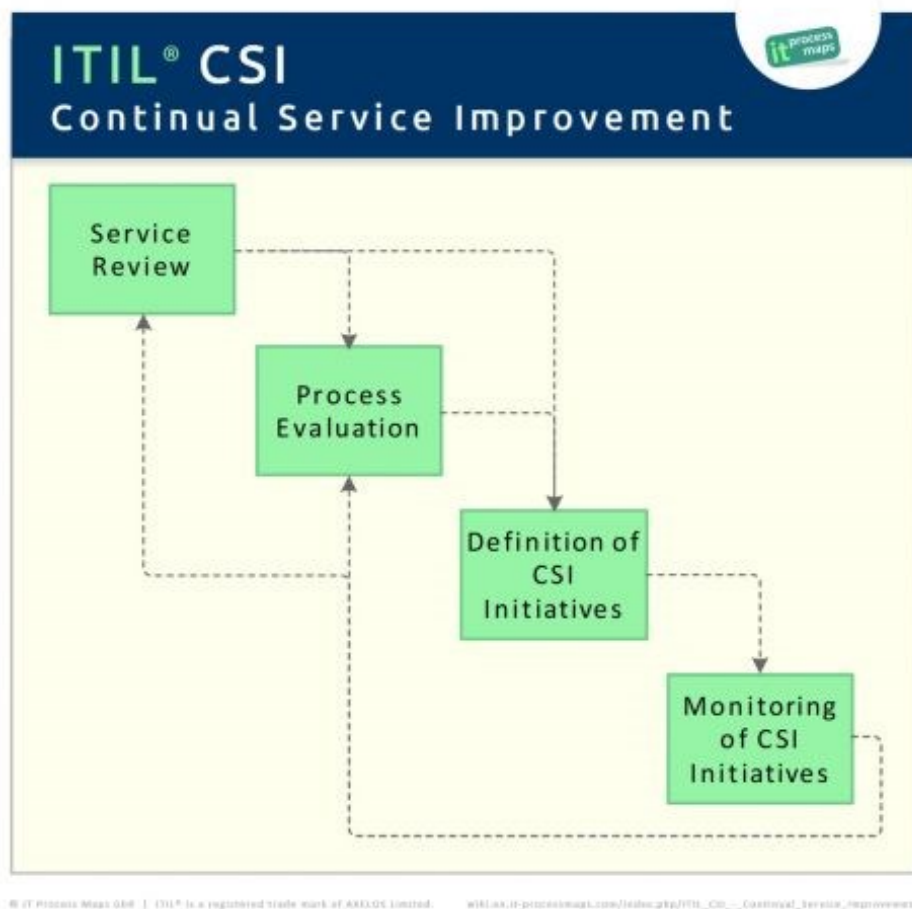 ITIL® CSI
Continual Service Improvement
it process
maps
Service
Review
Process
Evaluation
Definition of
CSI
Initiatives
Monitoring
of CSI
Initiatives
© IT Process Maps GbR | ITIL® is a registered trade mark of AXELOS Limited.